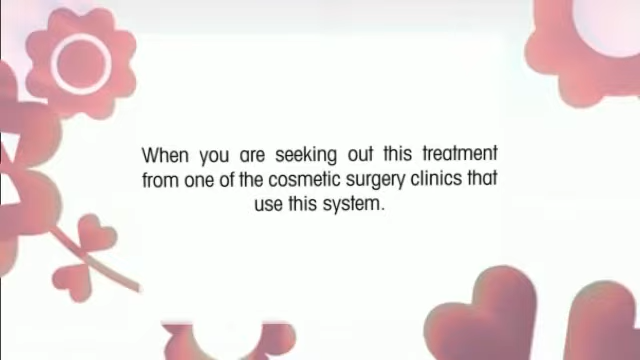 When you are seeking out this treatment
from one of the cosmetic surgery clinics that
use this system.